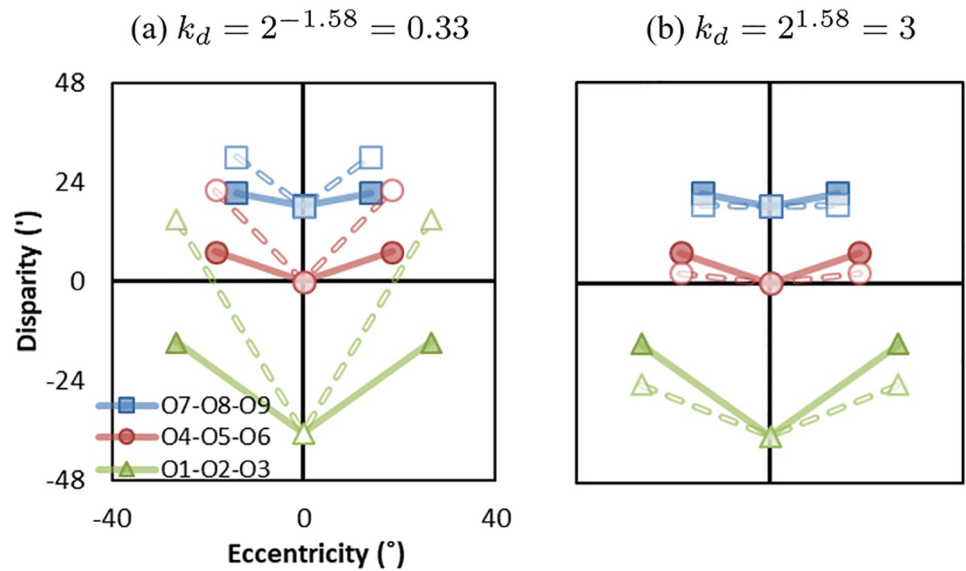 (a) k_d = 2^{-1.58} = 0.33
(b) k_d = 2^{1.58} = 3
48
24
0
-24
-48
Disparity (')
O7-O8-O9
O4-O5-O6
O1-O2-O3
-40 0 40
Eccentricity (°)